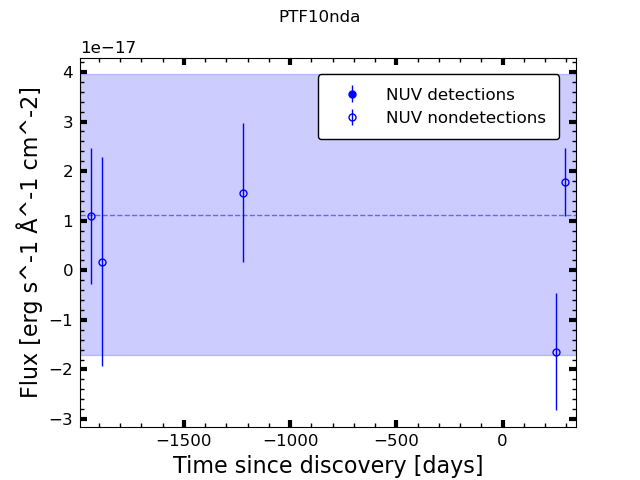 PTF10nda
1e−17
4
3
2
1
0
−1
−2
−3
Flux [erg s^-1 Å^-1 cm^-2]
NUV detections
NUV nondetections
−1500 −1000 −500 0
Time since discovery [days]